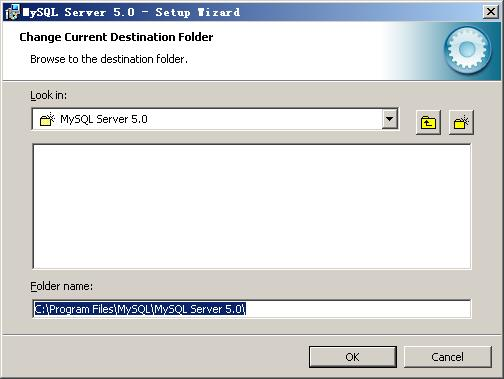 MySQL Server 5.0 - Setup Wizard
Change Current Destination Folder
Browse to the destination folder.
Look in:
MySQL Server 5.0
Folder name:
C:\Program Files\MySQL\MySQL Server 5.0\
OK
Cancel